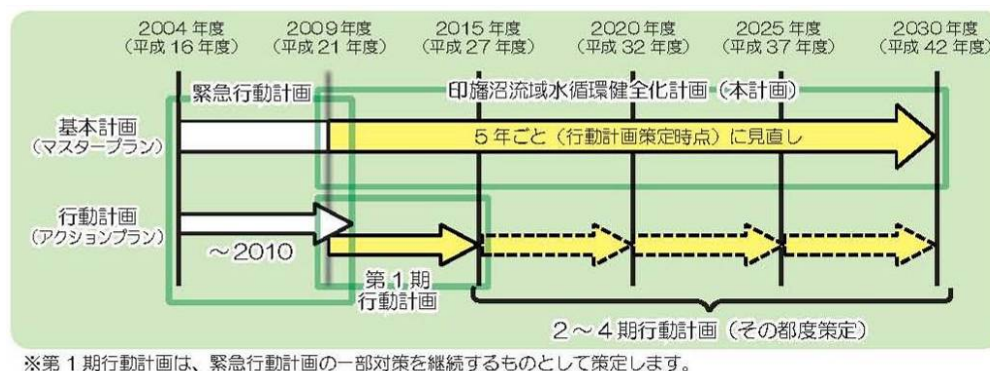 2004年度
(平成16年度)
2009年度
(平成21年度)
2015年度
(平成27年度)
2020年度
(平成32年度)
2025年度
(平成37年度)
2030年度
(平成42年度)
緊急行動計画
印旛沼流域水循環健全化計画(本計画)
基本計画
(マスタープラン)
5年ごと(行動計画策定時点)に見直し
行動計画
(アクションプラン)
～2010
第1期
行動計画
2～4期行動計画(その都度策定)
※第1期行動計画は、緊急行動計画の一部対策を継続するものとして策定します。